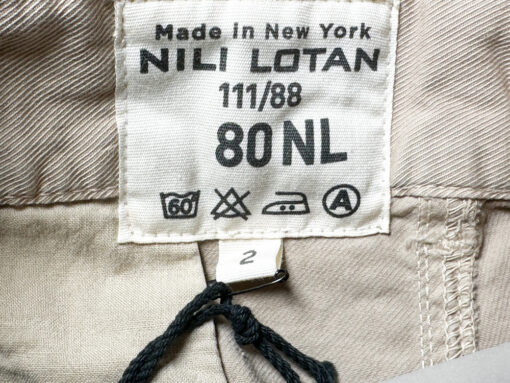 Made in New York
NILI LOTAN
111/88
80 NL
60 A
2